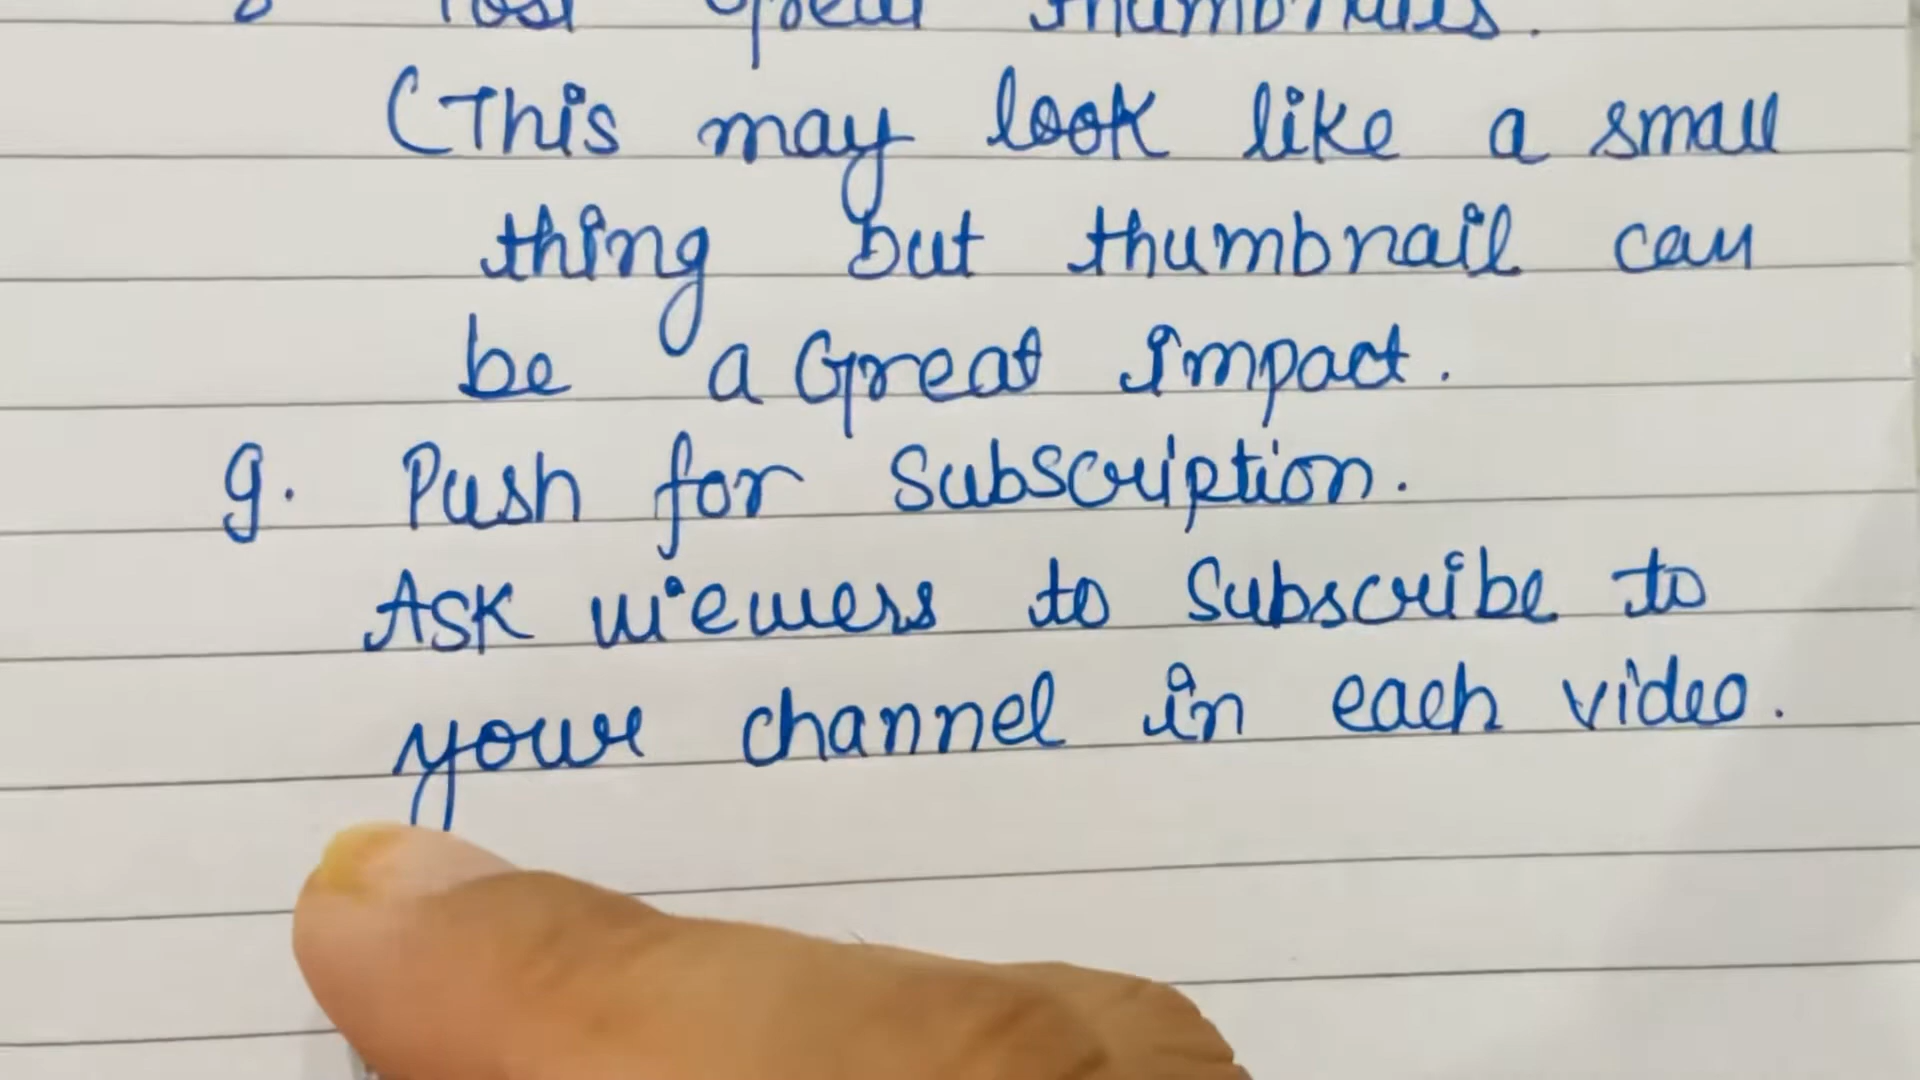 thumbnails.
(This may look like a small
thing but thumbnail can
be a Great impact.
9. Push for Subscription.
Ask viewers to Subscribe to
your channel in each video.